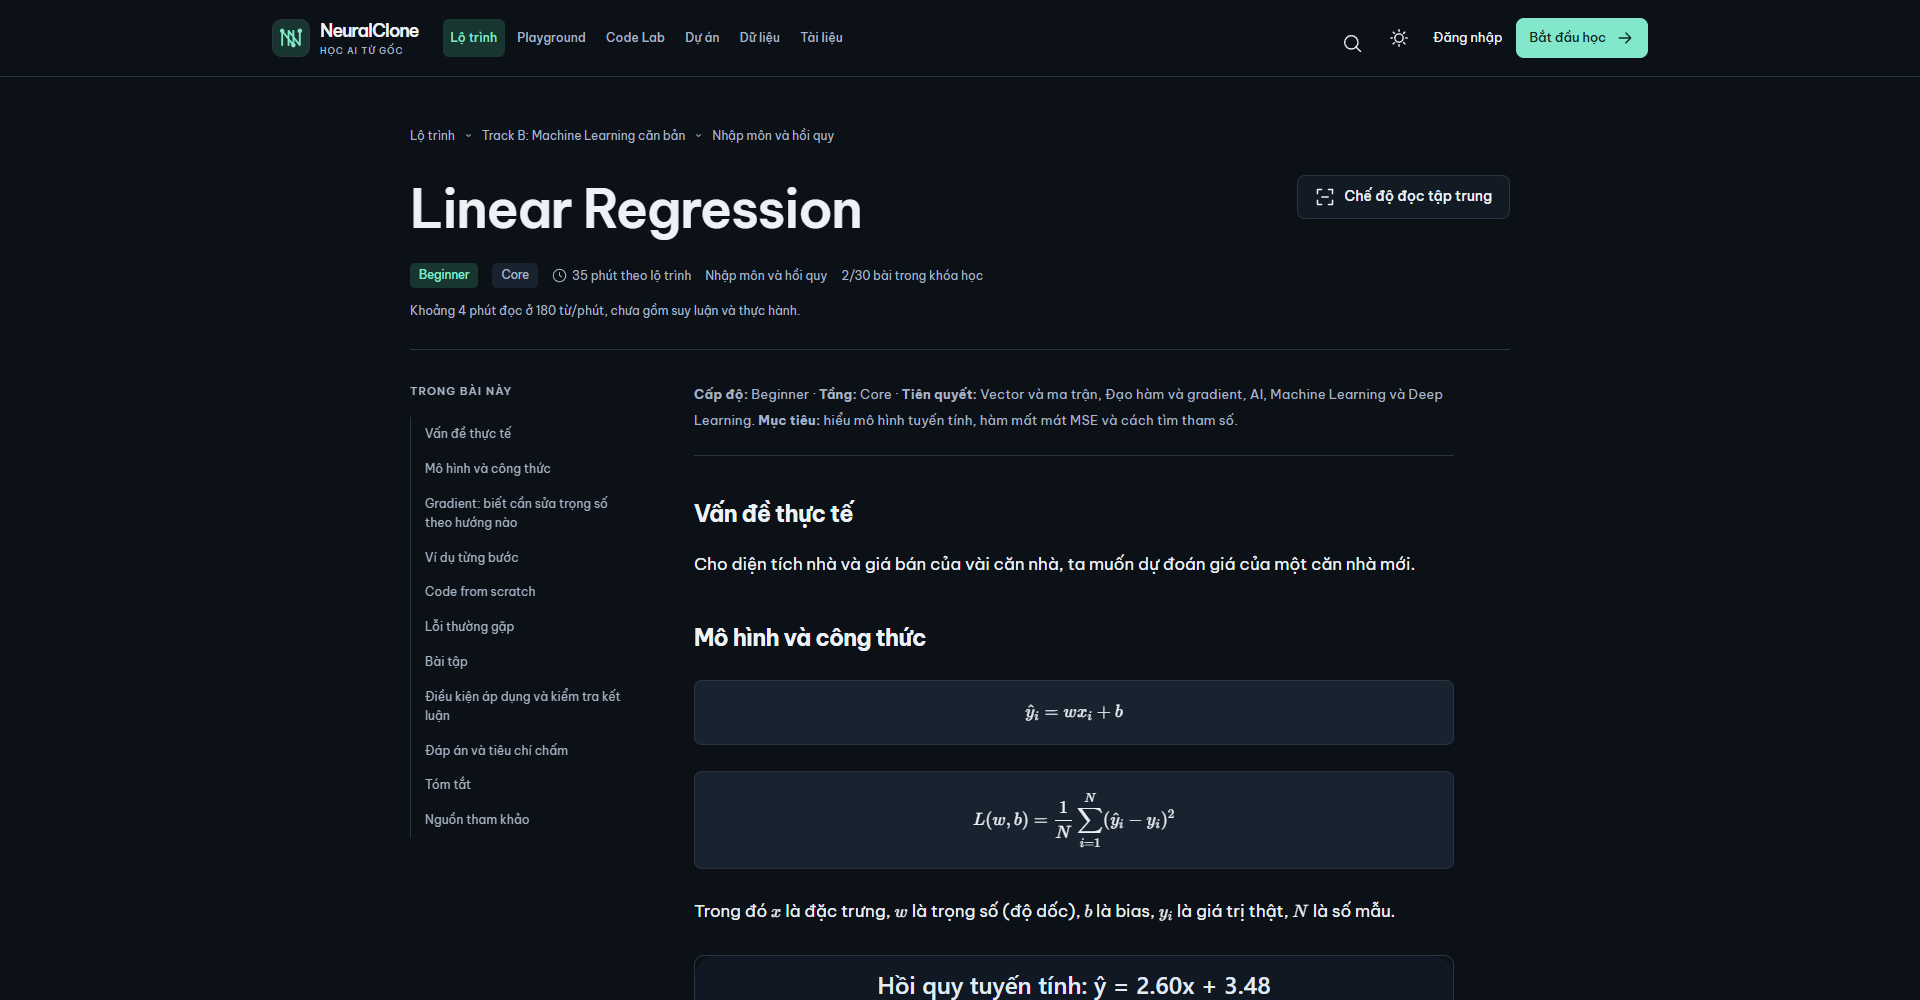 NeuralClone
HỌC AI TỪ GỐC
Lộ trình
Playground
Code Lab
Dự án
Dữ liệu
Tài liệu
Đăng nhập
Bắt đầu học
Lộ trình
Track B: Machine Learning căn bản
Nhập môn và hồi quy
Linear Regression
Chế độ đọc tập trung
Beginner
Core
35 phút theo lộ trình
Nhập môn và hồi quy
2/30 bài trong khóa học
Khoảng 4 phút đọc ở 180 từ/phút, chưa gồm suy luận và thực hành.
TRONG BÀI NÀY
Vấn đề thực tế
Mô hình và công thức
Gradient: biết cần sửa trọng số
theo hướng nào
Ví dụ từng bước
Code from scratch
Lỗi thường gặp
Bài tập
Điều kiện áp dụng và kiểm tra kết
luận
Đáp án và tiêu chí chấm
Tóm tắt
Nguồn tham khảo
Cấp độ: Beginner · Tầng: Core · Tiên quyết: Vector và ma trận, Đạo hàm và gradient, AI, Machine Learning và Deep
Learning. Mục tiêu: hiểu mô hình tuyến tính, hàm mất mát MSE và cách tìm tham số.
Vấn đề thực tế
Cho diện tích nhà và giá bán của vài căn nhà, ta muốn dự đoán giá của một căn nhà mới.
Mô hình và công thức
ŷᵢ = wxᵢ + b
L(w, b) = 1/N ∑ᵢ₌₁ᴺ (ŷᵢ − yᵢ)²
Trong đó x là đặc trưng, w là trọng số (độ dốc), b là bias, yᵢ là giá trị thật, N là số mẫu.
Hồi quy tuyến tính: ŷ = 2.60x + 3.48